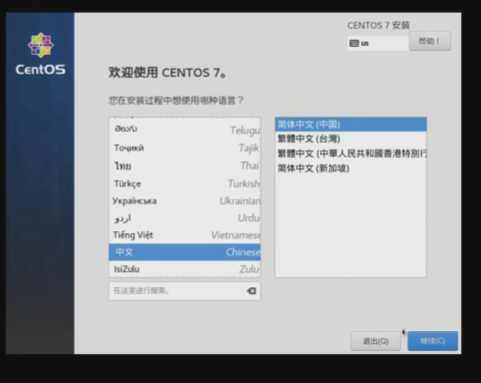 CENTOS 7 安装
us
帮助！
CentOS
欢迎使用 CENTOS 7。
您在安装过程中想使用哪种语言？
తెలుగు Telugu
Тоҷикӣ Tajik
ไทย Thai
Türkçe Turkish
Українська Ukrainian
اردو Urdu
Tiếng Việt Vietnamese
中文 Chinese
IsiZulu Zulu
简体中文 (中国)
繁體中文 (台灣)
繁體中文 (中華人民共和國香港特別行
简体中文 (新加坡)
在这里进行搜索。
退出(Q)
继续(C)